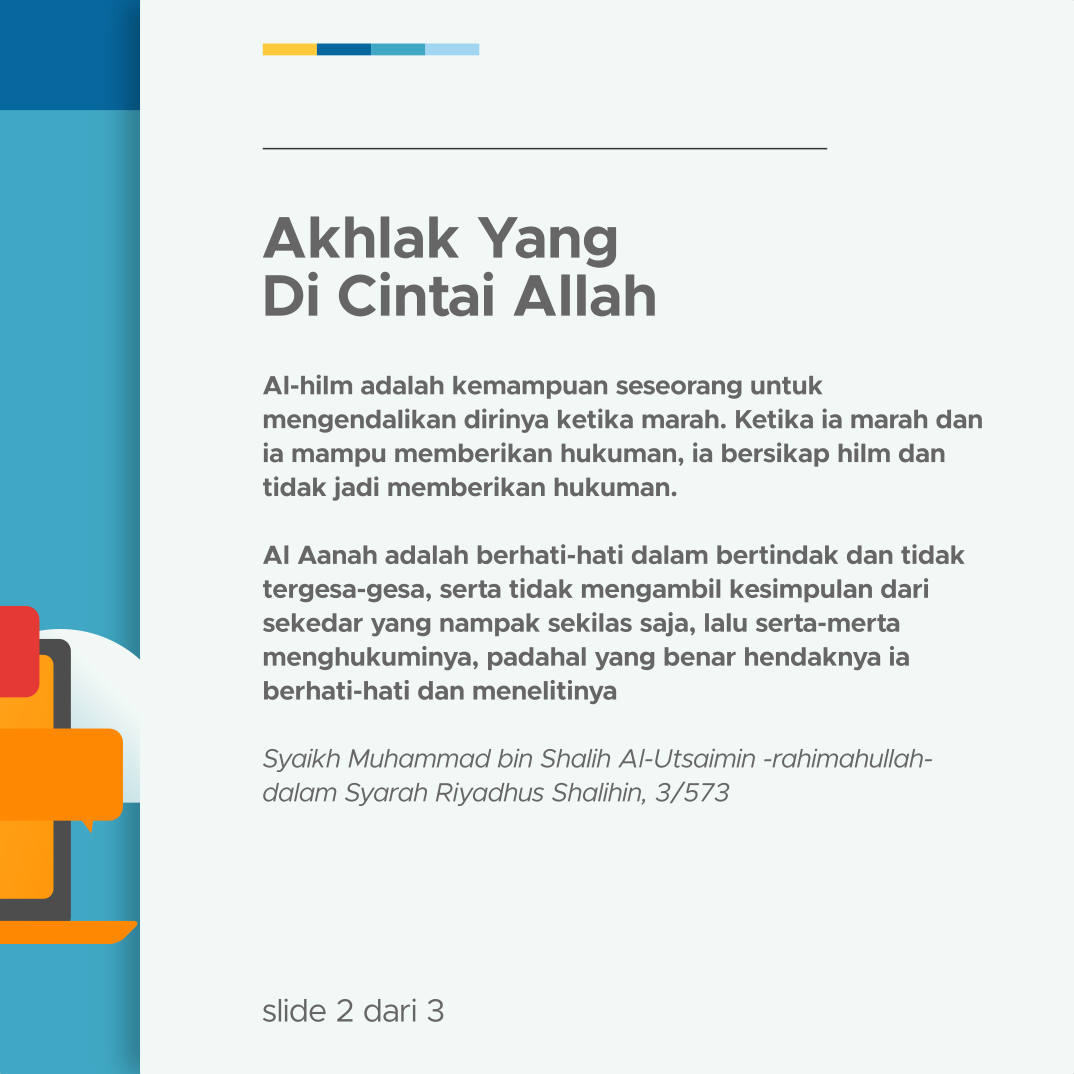 Akhlak Yang
Di Cintai Allah
Al-hilm adalah kemampuan seseorang untuk
mengendalikan dirinya ketika marah. Ketika ia marah dan
ia mampu memberikan hukuman, ia bersikap hilm dan
tidak jadi memberikan hukuman.
Al Aanah adalah berhati-hati dalam bertindak dan tidak
tergesa-gesa, serta tidak mengambil kesimpulan dari
sekedar yang nampak sekilas saja, lalu serta-merta
menghukuminya, padahal yang benar hendaknya ia
berhati-hati dan menelitinya
Syaikh Muhammad bin Shalih Al-Utsaimin -rahimahullah-
dalam Syarah Riyadhus Shalihin, 3/573
slide 2 dari 3